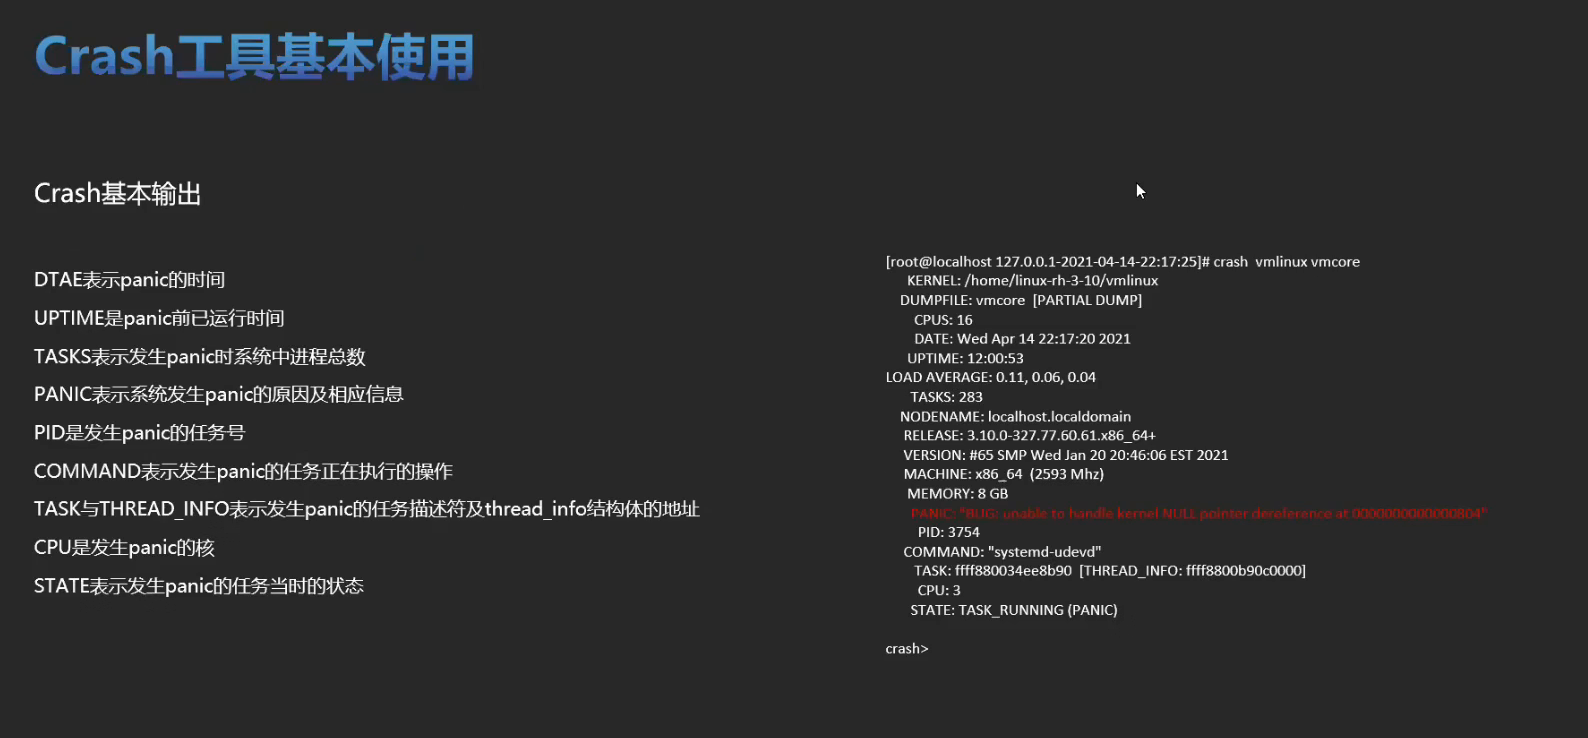 Crash工具基本使用
Crash基本输出
DTAE表示panic的时间
UPTIME是panic前已运行时间
TASKS表示发生panic时系统中进程总数
PANIC表示系统发生panic的原因及相应信息
PID是发生panic的任务号
COMMAND表示发生panic的任务正在执行的操作
TASK与THREAD_INFO表示发生panic的任务描述符及thread_info结构体的地址
CPU是发生panic的核
STATE表示发生panic的任务当时的状态
[root@localhost 127.0.0.1-2021-04-14-22:17:25]# crash  vmlinux vmcore
KERNEL: /home/linux-rh-3-10/vmlinux
DUMPFILE: vmcore  [PARTIAL DUMP]
CPUS: 16
DATE: Wed Apr 14 22:17:20 2021
UPTIME: 12:00:53
LOAD AVERAGE: 0.11, 0.06, 0.04
TASKS: 283
NODENAME: localhost.localdomain
RELEASE: 3.10.0-327.77.60.61.x86_64+
VERSION: #65 SMP Wed Jan 20 20:46:06 EST 2021
MACHINE: x86_64  (2593 Mhz)
MEMORY: 8 GB
PANIC: "BUG: unable to handle kernel NULL pointer dereference at 0000000000000804"
PID: 3754
COMMAND: "systemd-udevd"
TASK: ffff880034ee8b90  [THREAD_INFO: ffff8800b90c0000]
CPU: 3
STATE: TASK_RUNNING (PANIC)
crash>